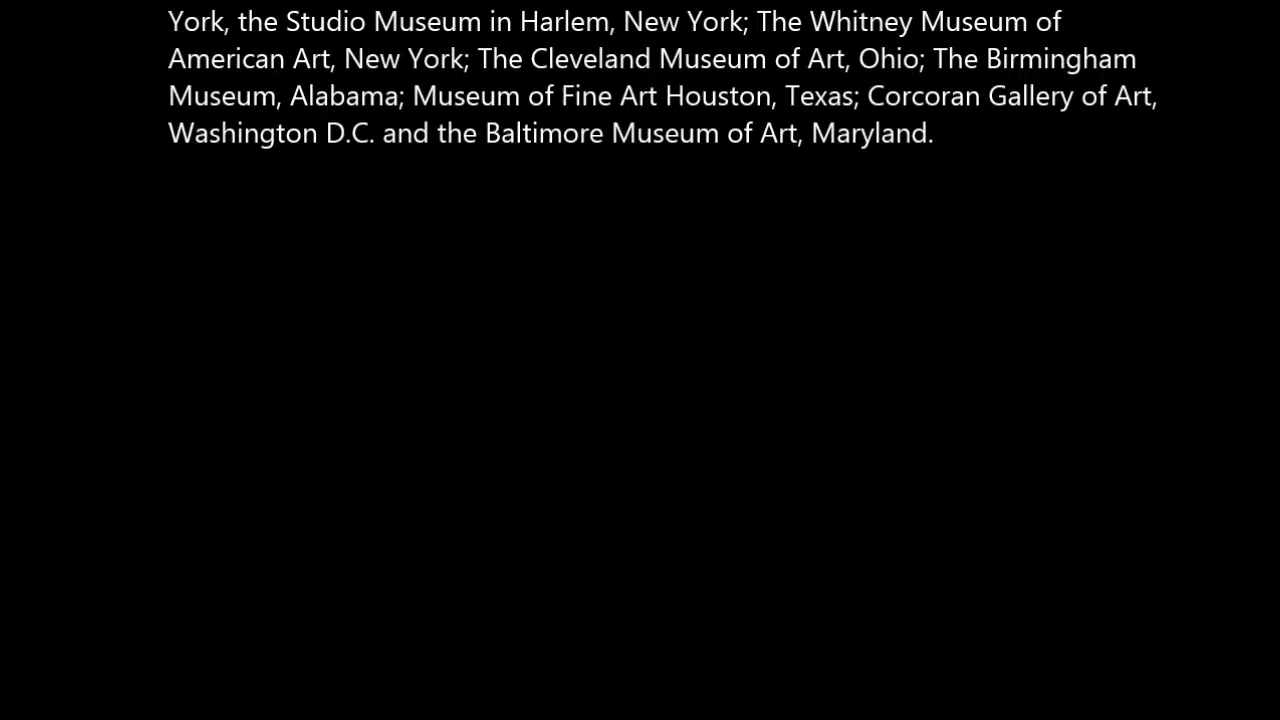 York, the Studio Museum in Harlem, New York; The Whitney Museum of
American Art, New York; The Cleveland Museum of Art, Ohio; The Birmingham
Museum, Alabama; Museum of Fine Art Houston, Texas; Corcoran Gallery of Art,
Washington D.C. and the Baltimore Museum of Art, Maryland.